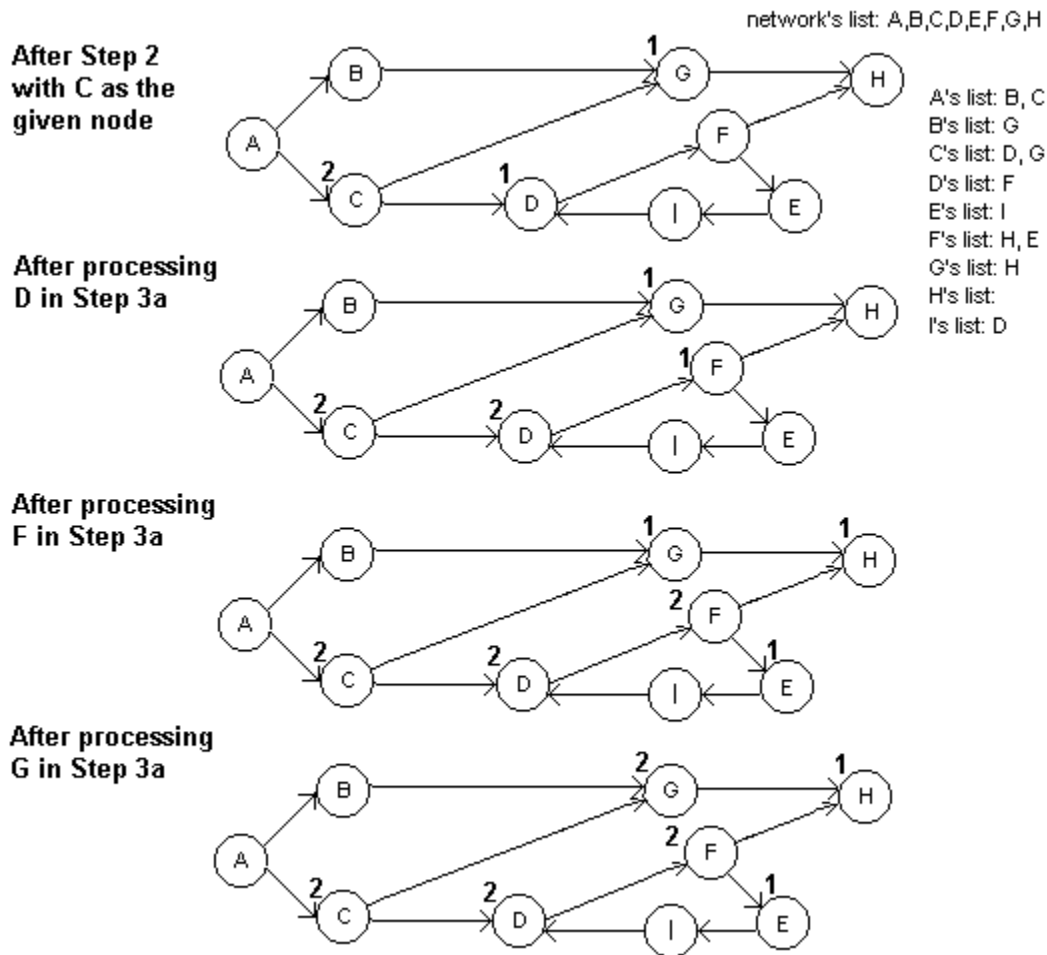 network's list: A,B,C,D,E,F,G,H
After Step 2
with C as the
given node
A
B
2
C
1
D
1
G
F
I
E
H
A's list: B, C
B's list: G
C's list: D, G
D's list: F
E's list: I
F's list: H, E
G's list: H
H's list:
I's list: D
After processing
D in Step 3a
A
B
2
C
2
D
1
G
1
F
I
E
H
After processing
F in Step 3a
A
B
2
C
2
D
1
G
2
F
I
1
E
1
H
After processing
G in Step 3a
A
B
2
C
2
D
2
G
2
F
I
1
E
1
H